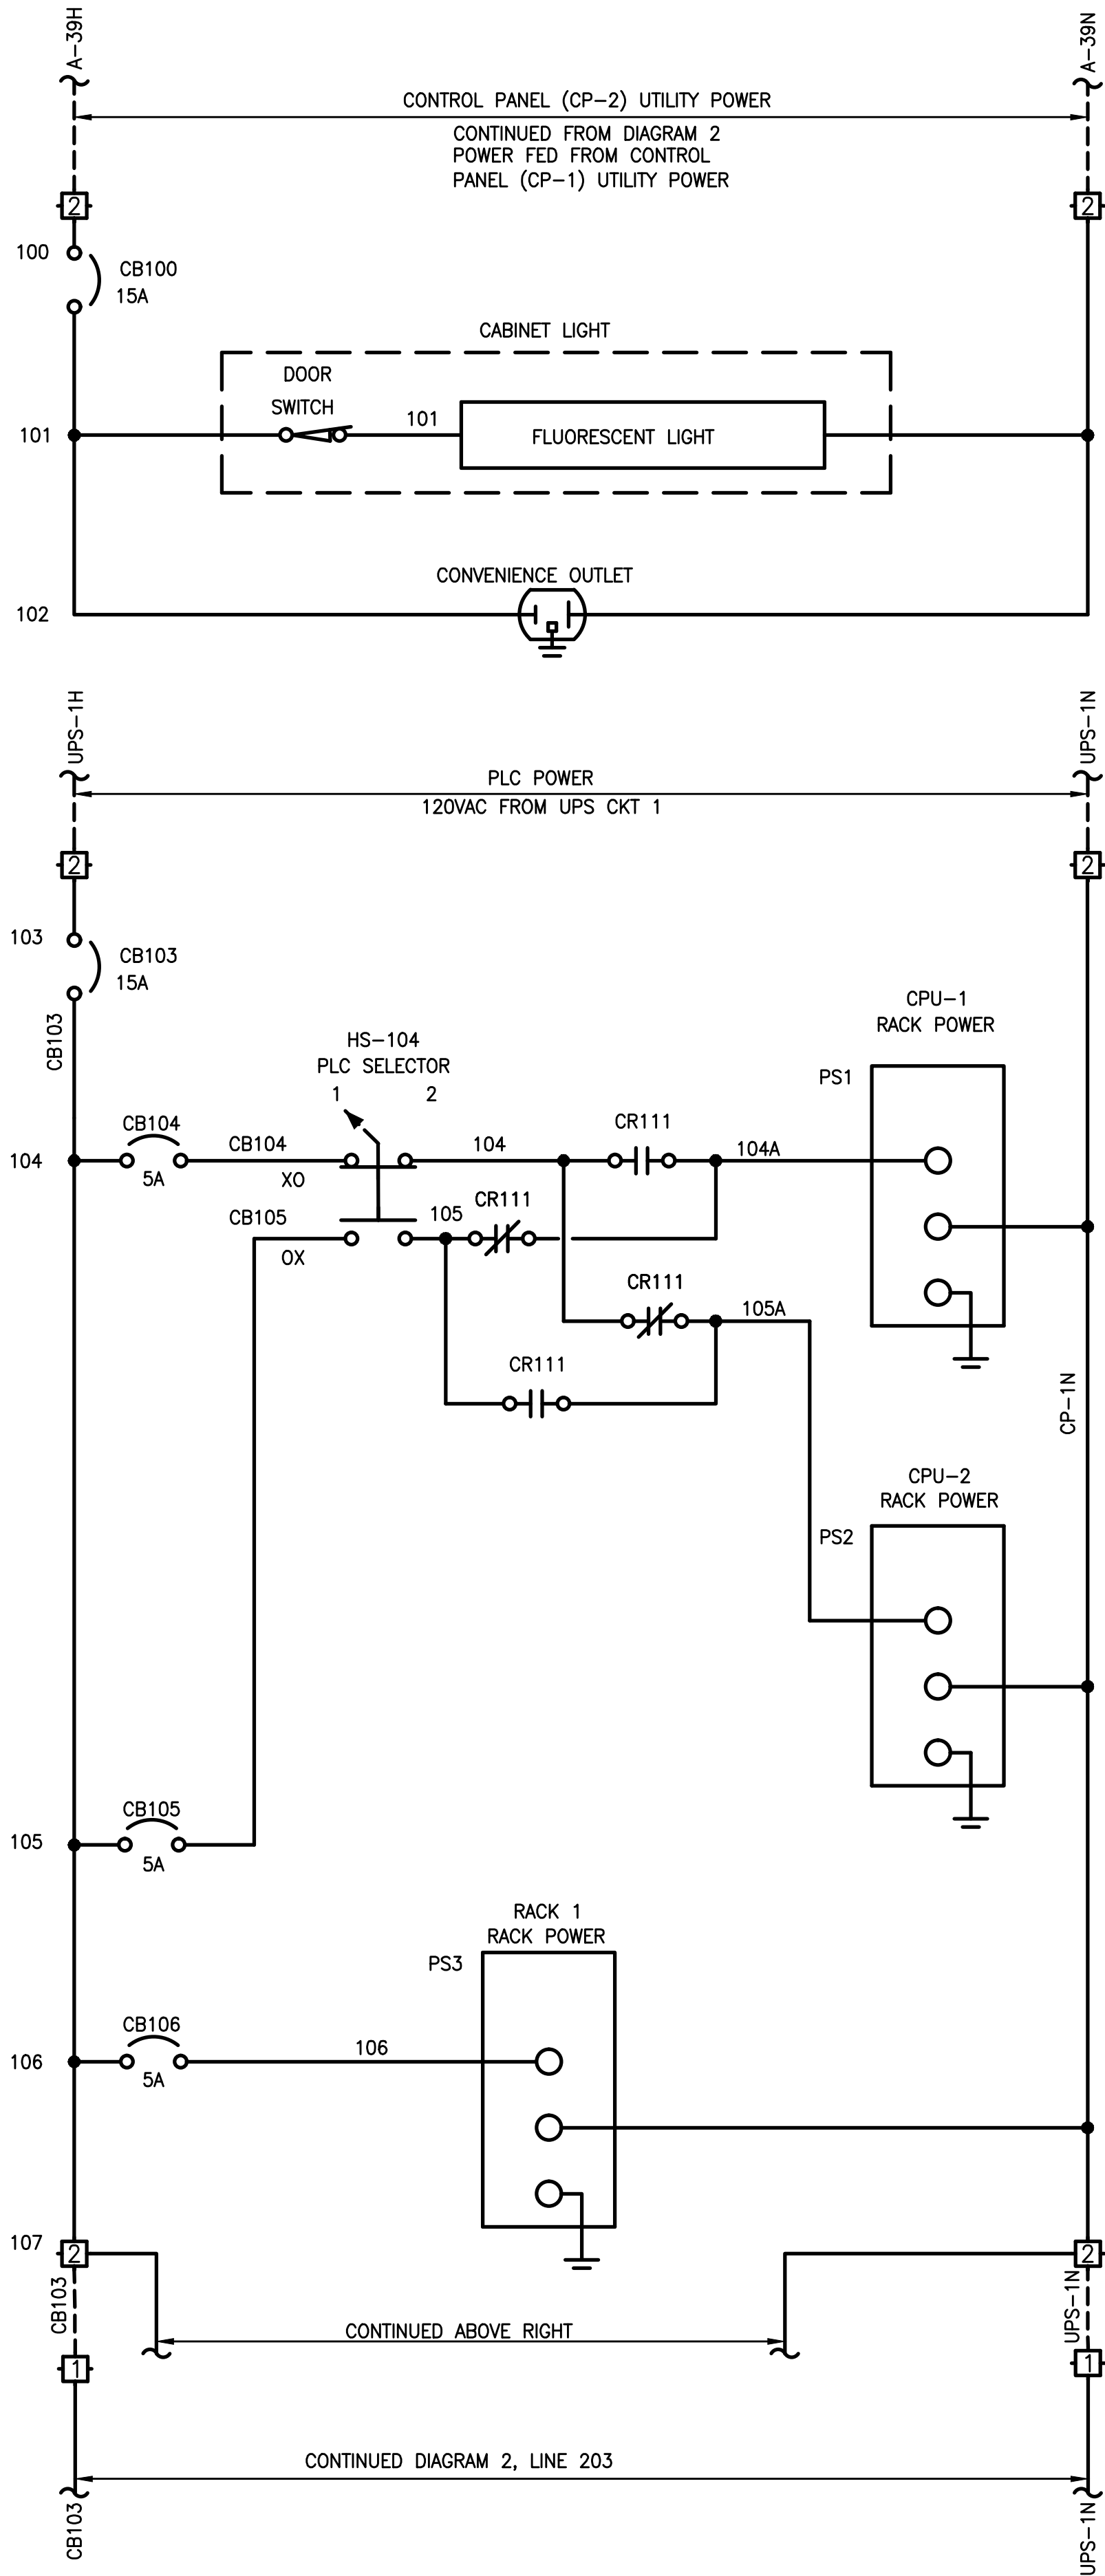 A-39H
A-39N
CONTROL PANEL (CP-2) UTILITY POWER
CONTINUED FROM DIAGRAM 2
POWER FED FROM CONTROL
PANEL (CP-1) UTILITY POWER
2
2
100
CB100
15A
CABINET LIGHT
DOOR
SWITCH
101
101
FLUORESCENT LIGHT
CONVENIENCE OUTLET
102
UPS-1H
UPS-1N
PLC POWER
120VAC FROM UPS CKT 1
2
2
103
CB103
15A
CB103
CPU-1
RACK POWER
HS-104
PLC SELECTOR
1
2
PS1
CB104
CR111
104
CB104
104
104A
5A
XO
CR111
CB105
105
OX
CR111
105A
CR111
CP-1N
CPU-2
RACK POWER
PS2
CB105
105
5A
RACK 1
RACK POWER
PS3
CB106
106
106
5A
107
2
2
CB103
UPS-1N
CONTINUED ABOVE RIGHT
1
1
CONTINUED DIAGRAM 2, LINE 203
CB103
UPS-1N